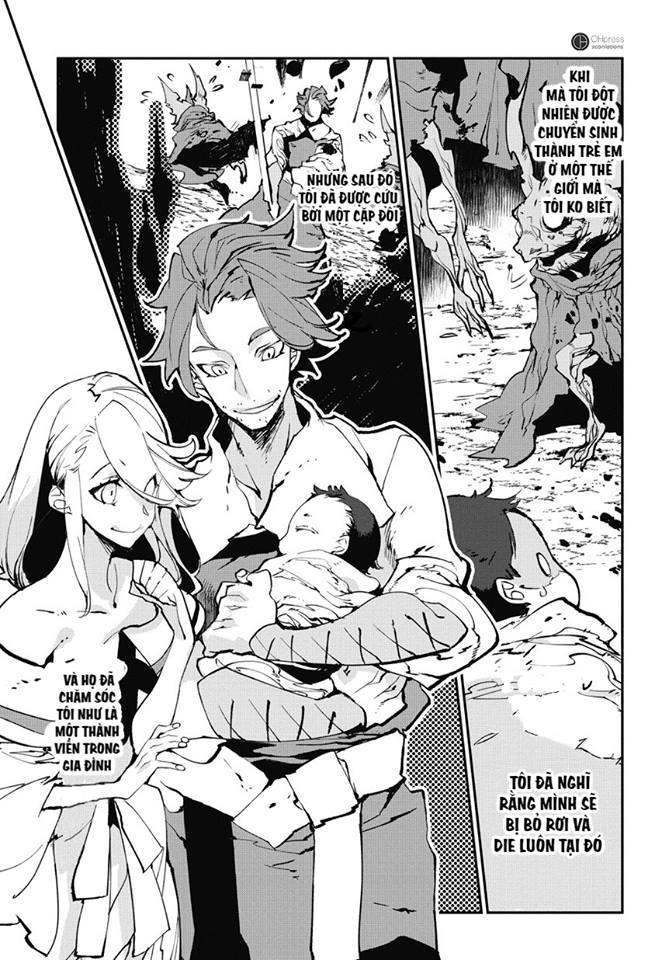 OHpress
scanlations
KHI
MÀ TÔI ĐỘT
NHIÊN ĐƯỢC
CHUYỂN SINH
THÀNH TRẺ EM
Ở MỘT THẾ
GIỚI MÀ
TÔI KO BIẾT
TÔI ĐÃ NGHĨ
RẰNG MÌNH SẼ
BỊ BỎ RƠI VÀ
DIE LUÔN TẠI ĐÓ
NHƯNG SAU ĐÓ
TÔI ĐÃ ĐƯỢC CỨU
BỞI MỘT CẶP ĐÔI
VÀ HỌ ĐÃ
CHĂM SÓC
TÔI NHƯ LÀ
MỘT THÀNH
VIÊN TRONG
GIA ĐÌNH